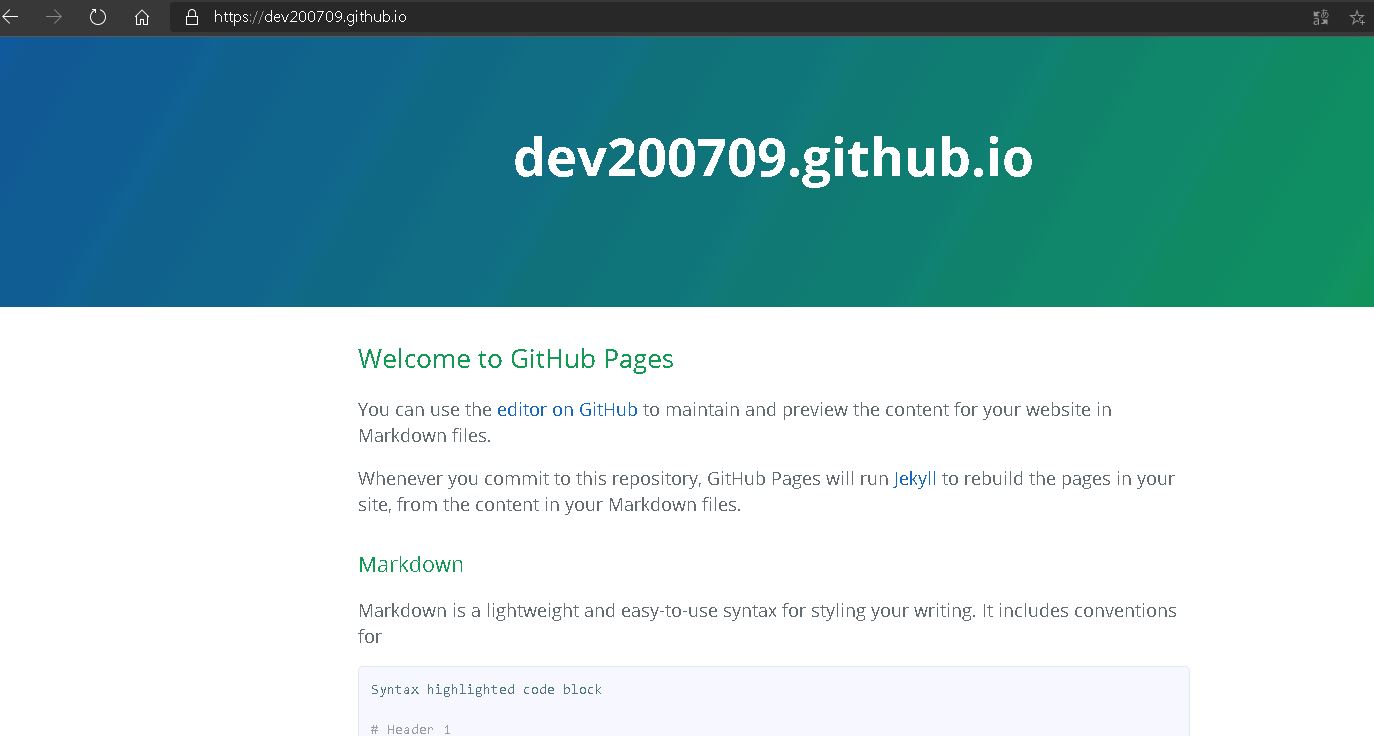 https://dev200709.github.io
dev200709.github.io
Welcome to GitHub Pages
You can use the editor on GitHub to maintain and preview the content for your website in
Markdown files.
Whenever you commit to this repository, GitHub Pages will run Jekyll to rebuild the pages in your
site, from the content in your Markdown files.
Markdown
Markdown is a lightweight and easy-to-use syntax for styling your writing. It includes conventions
for
Syntax highlighted code block
# Header 1